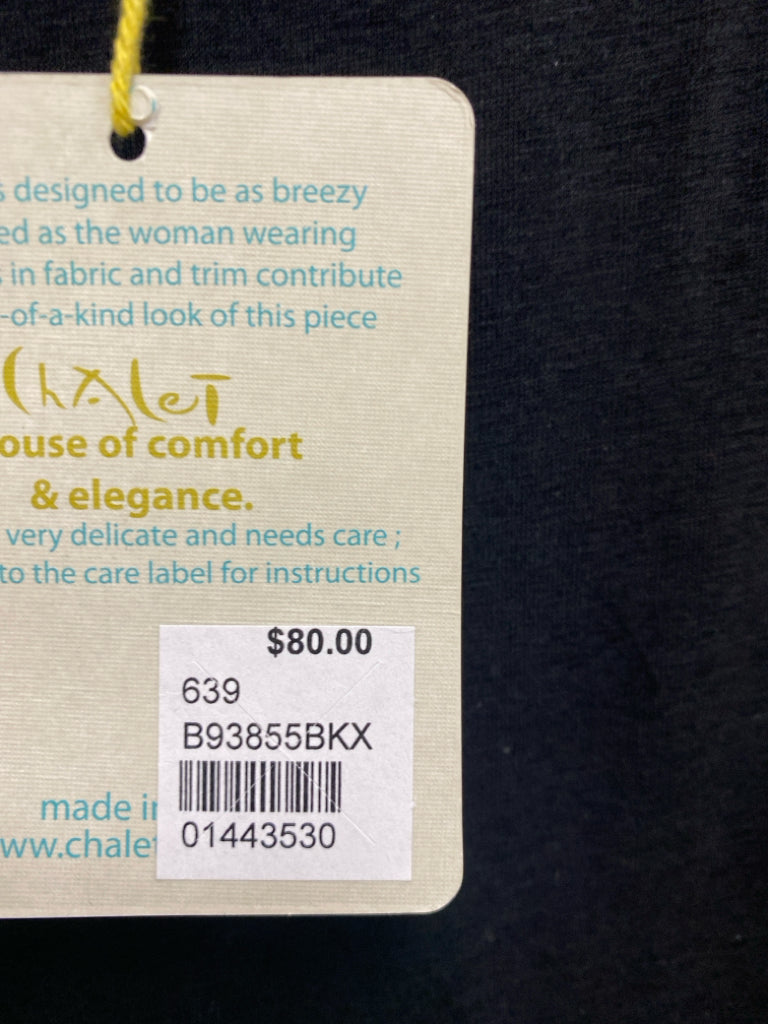 designed to be as breezy
as the woman wearing
in fabric and trim contribute
-of-a-kind look of this piece
Chalet
ouse of comfort
& elegance.
very delicate and needs care ;
to the care label for instructions
$80.00
639
B93855BKX
01443530
made in
ww.chalet